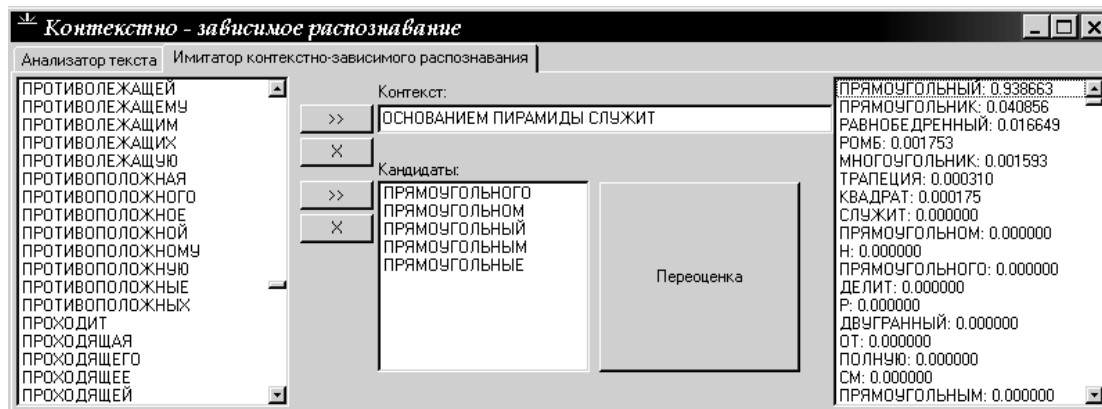 Контекстно - зависимое распознавание
Анализатор текста
Имитатор контекстно-зависимого распознавания
ПРОТИВОЛЕЖАЩЕЙ
ПРОТИВОЛЕЖАЩЕМУ
ПРОТИВОЛЕЖАЩИМ
ПРОТИВОЛЕЖАЩИХ
ПРОТИВОЛЕЖАЩУЮ
ПРОТИВОПОЛОЖНАЯ
ПРОТИВОПОЛОЖНОГО
ПРОТИВОПОЛОЖНОЕ
ПРОТИВОПОЛОЖНОЙ
ПРОТИВОПОЛОЖНОМУ
ПРОТИВОПОЛОЖНУЮ
ПРОТИВОПОЛОЖНЫЕ
ПРОТИВОПОЛОЖНЫХ
ПРОХОДИТ
ПРОХОДЯЩАЯ
ПРОХОДЯЩЕГО
ПРОХОДЯЩЕЕ
ПРОХОДЯЩЕЙ
>>
X
>>
X
Контекст:
ОСНОВАНИЕМ ПИРАМИДЫ СЛУЖИТ
Кандидаты:
ПРЯМОУГОЛЬНОГО
ПРЯМОУГОЛЬНОМ
ПРЯМОУГОЛЬНЫЙ
ПРЯМОУГОЛЬНЫМ
ПРЯМОУГОЛЬНЫЕ
Переоценка
ПРЯМОУГОЛЬНЫЙ: 0.938663
ПРЯМОУГОЛЬНИК: 0.040856
РАВНОБЕДРЕННЫЙ: 0.016649
РОМБ: 0.001753
МНОГОУГОЛЬНИК: 0.001593
ТРАПЕЦИЯ: 0.000310
КВАДРАТ: 0.000175
СЛУЖИТ: 0.000000
ПРЯМОУГОЛЬНОМ: 0.000000
Н: 0.000000
ПРЯМОУГОЛЬНОГО: 0.000000
ДЕЛИТ: 0.000000
Р: 0.000000
ДВУГРАННЫЙ: 0.000000
ОТ: 0.000000
ПОЛНУЮ: 0.000000
СМ: 0.000000
ПРЯМОУГОЛЬНЫМ: 0.000000